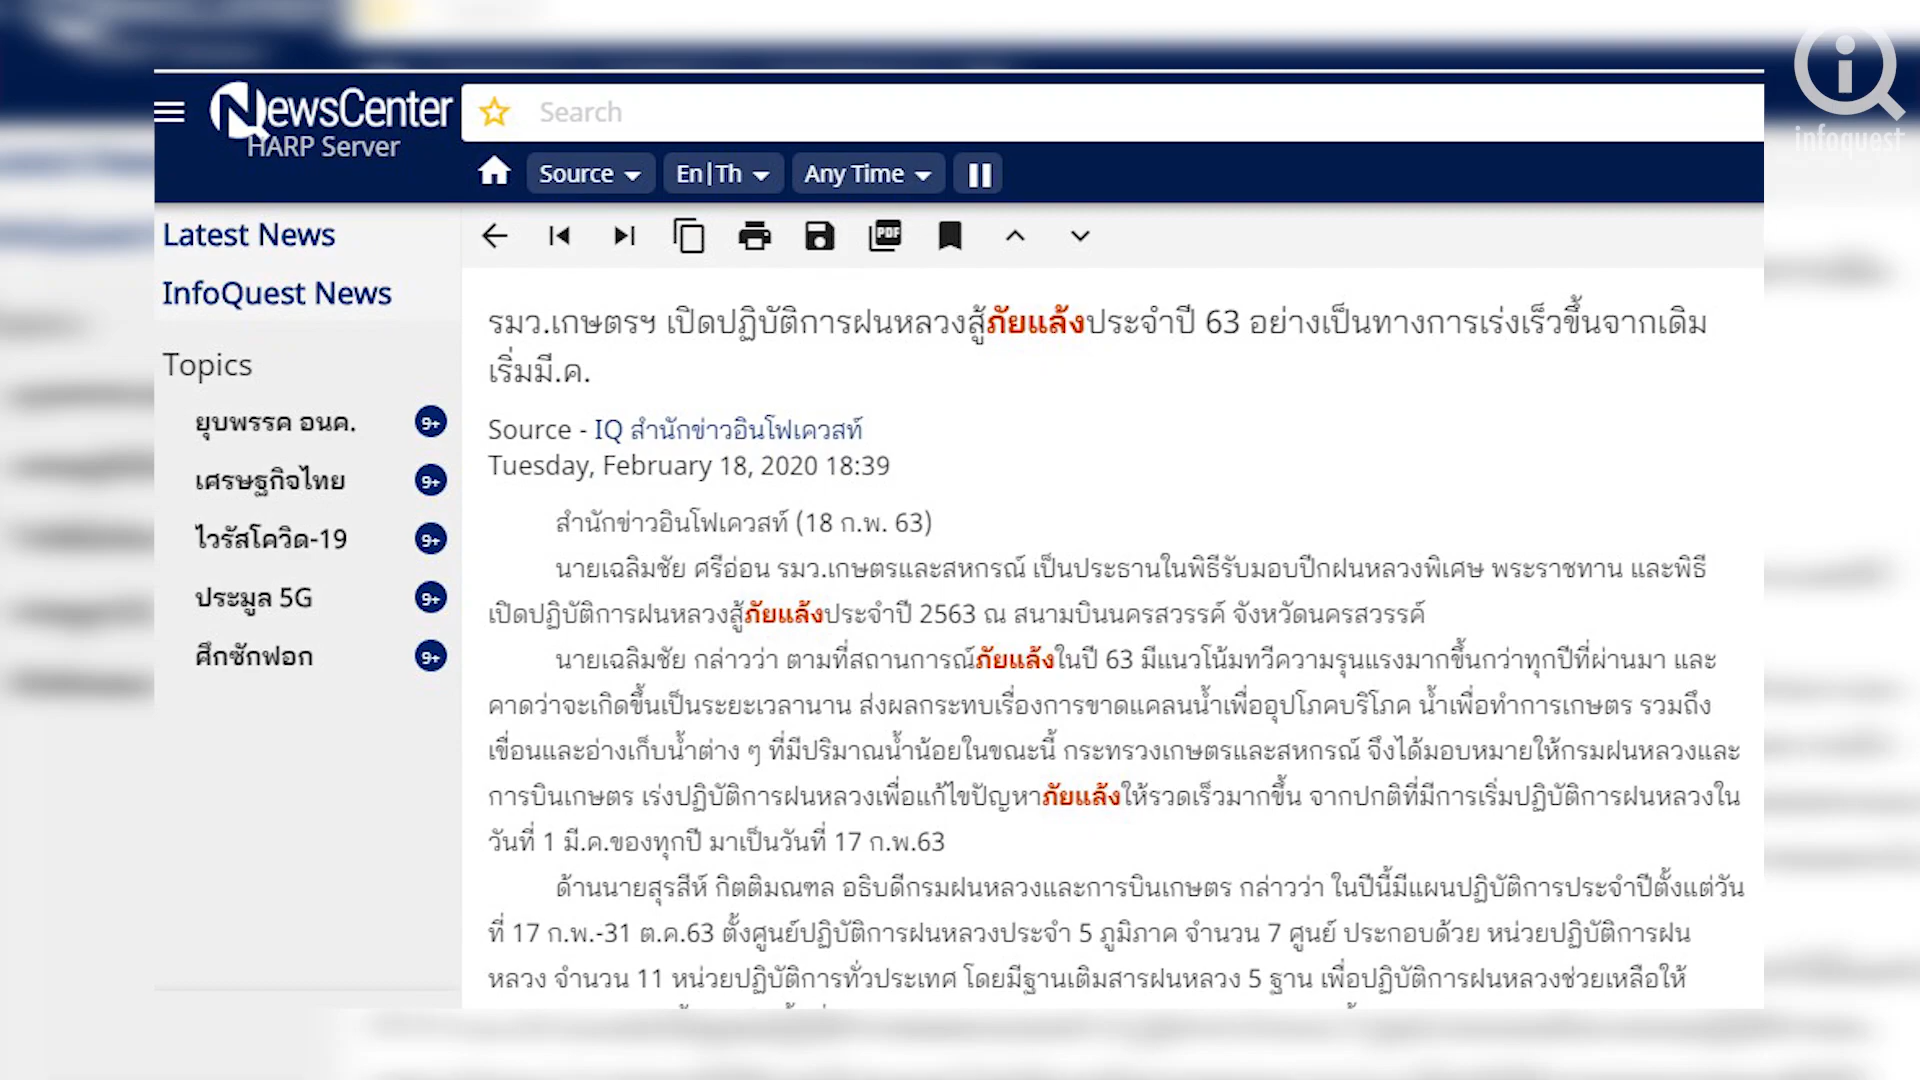 NewsCenter
HARP Server
Search
Source
En|Th
Any Time
infoquest
Latest News
InfoQuest News
Topics
ยุบพรรค อนค. 9+
เศรษฐกิจไทย 9+
ไวรัสโควิด-19 9+
ประมูล 5G 9+
ศึกซักฟอก 9+
PDF
รมว.เกษตรฯ เปิดปฏิบัติการฝนหลวงสู้ภัยแล้งประจำปี 63 อย่างเป็นทางการเร่งเร็วขึ้นจากเดิม
เริ่มมี.ค.
Source - IQ สำนักข่าวอินโฟเควสท์
Tuesday, February 18, 2020 18:39
สำนักข่าวอินโฟเควสท์ (18 ก.พ. 63)
นายเฉลิมชัย ศรีอ่อน รมว.เกษตรและสหกรณ์ เป็นประธานในพิธีรับมอบปีกฝนหลวงพิเศษ พระราชทาน และพิธี
เปิดปฏิบัติการฝนหลวงสู้ภัยแล้งประจำปี 2563 ณ สนามบินนครสวรรค์ จังหวัดนครสวรรค์
นายเฉลิมชัย กล่าวว่า ตามที่สถานการณ์ภัยแล้งในปี 63 มีแนวโน้มทวีความรุนแรงมากขึ้นกว่าทุกปีที่ผ่านมา และ
คาดว่าจะเกิดขึ้นเป็นระยะเวลานาน ส่งผลกระทบเรื่องการขาดแคลนน้ำเพื่ออุปโภคบริโภค น้ำเพื่อทำการเกษตร รวมถึง
เขื่อนและอ่างเก็บน้ำต่าง ๆ ที่มีปริมาณน้ำน้อยในขณะนี้ กระทรวงเกษตรและสหกรณ์ จึงได้มอบหมายให้กรมฝนหลวงและ
การบินเกษตร เร่งปฏิบัติการฝนหลวงเพื่อแก้ไขปัญหาภัยแล้งให้รวดเร็วมากขึ้น จากปกติที่มีการเริ่มปฏิบัติการฝนหลวงใน
วันที่ 1 มี.ค.ของทุกปี มาเป็นวันที่ 17 ก.พ.63
ด้านนายสุรสีห์ กิตติมณฑล อธิบดีกรมฝนหลวงและการบินเกษตร กล่าวว่า ในปีนี้มีแผนปฏิบัติการประจำปีตั้งแต่วัน
ที่ 17 ก.พ.-31 ต.ค.63 ตั้งศูนย์ปฏิบัติการฝนหลวงประจำ 5 ภูมิภาค จำนวน 7 ศูนย์ ประกอบด้วย หน่วยปฏิบัติการฝน
หลวง จำนวน 11 หน่วยปฏิบัติการทั่วประเทศ โดยมีฐานเติมสารฝนหลวง 5 ฐาน เพื่อปฏิบัติการฝนหลวงช่วยเหลือให้